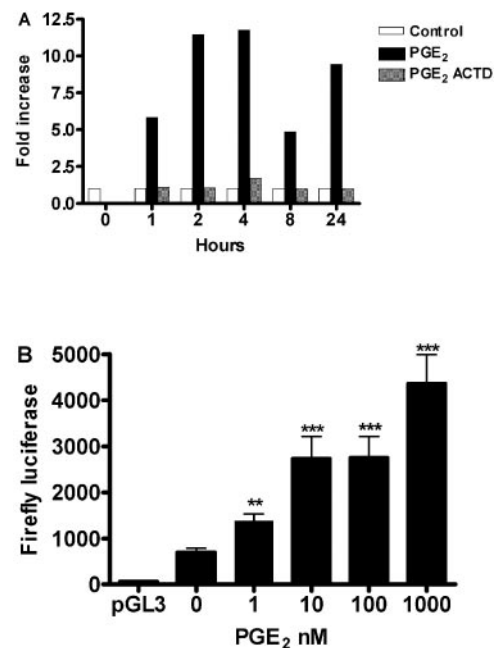 A
12.5
10.0
7.5
5.0
2.5
0.0
Fold increase
0 1 2 4 8 24
Hours
Control
PGE₂
PGE₂ ACTD
B
5000
4000
3000
2000
1000
0
Firefly luciferase
** *** *** ***
pGL3 0 1 10 100 1000
PGE₂ nM